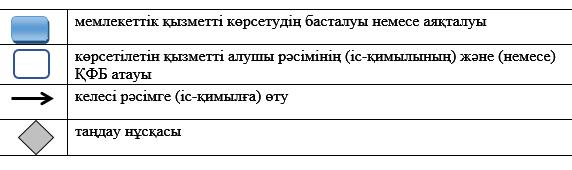 мемлекеттік қызметті көрсетудің басталуы немесе аяқталуы
көрсетілетін қызметті алушы рәсімінің (іс-қимылының) және (немесе)
ҚФБ атауы
келесі рәсімге (іс-қимылға) өту
таңдау нұсқасы